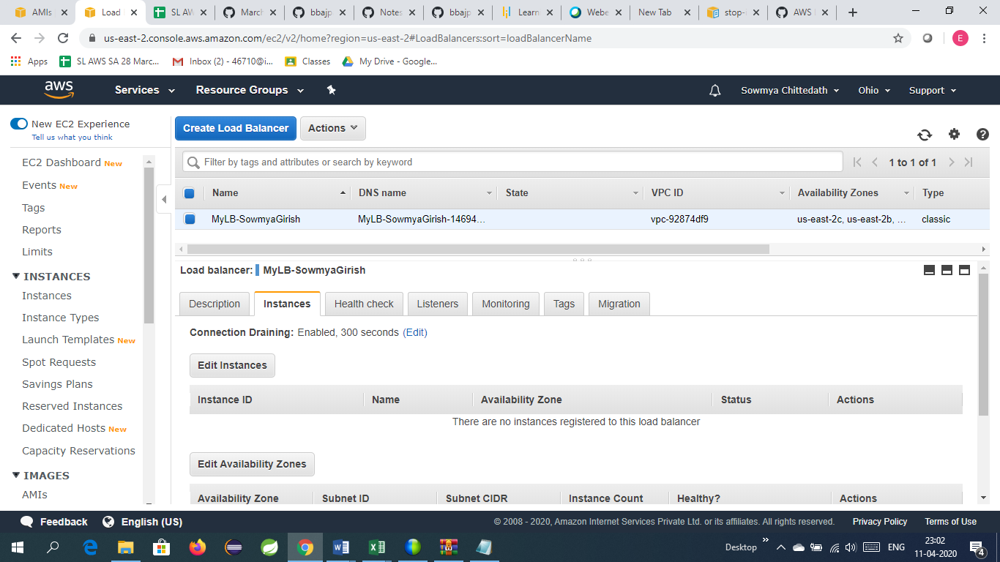 AMIs
Load
SL AW
March
bbajp
Notes
bbajp
Learn
Webe
New Tab
stop-
AWS
us-east-2.console.aws.amazon.com/ec2/v2/home?region=us-east-2#LoadBalancers:sort=loadBalancerName
E
Apps SL AWS SA 28 Marc... Inbox (2) - 46710@i... Classes My Drive - Google...
aws Services Resource Groups Sowmya Chittedath Ohio Support
New EC2 Experience
Tell us what you think
EC2 Dashboard New
Events New
Tags
Reports
Limits
INSTANCES
Instances
Instance Types
Launch Templates New
Spot Requests
Savings Plans
Reserved Instances
Dedicated Hosts New
Capacity Reservations
IMAGES
AMIs
Create Load Balancer Actions
Filter by tags and attributes or search by keyword 1 to 1 of 1
Name DNS name State VPC ID Availability Zones Type
MyLB-SowmyaGirish MyLB-SowmyaGirish-14694... vpc-92874df9 us-east-2c, us-east-2b, ... classic
Load balancer: MyLB-SowmyaGirish
Description Instances Health check Listeners Monitoring Tags Migration
Connection Draining: Enabled, 300 seconds (Edit)
Edit Instances
Instance ID Name Availability Zone Status Actions
There are no instances registered to this load balancer
Edit Availability Zones
Availability Zone Subnet ID Subnet CIDR Instance Count Healthy? Actions
Feedback English (US) © 2008 - 2020, Amazon Internet Services Private Ltd. or its affiliates. All rights reserved. Privacy Policy Terms of Use
Desktop ENG 23:02
11-04-2020
4